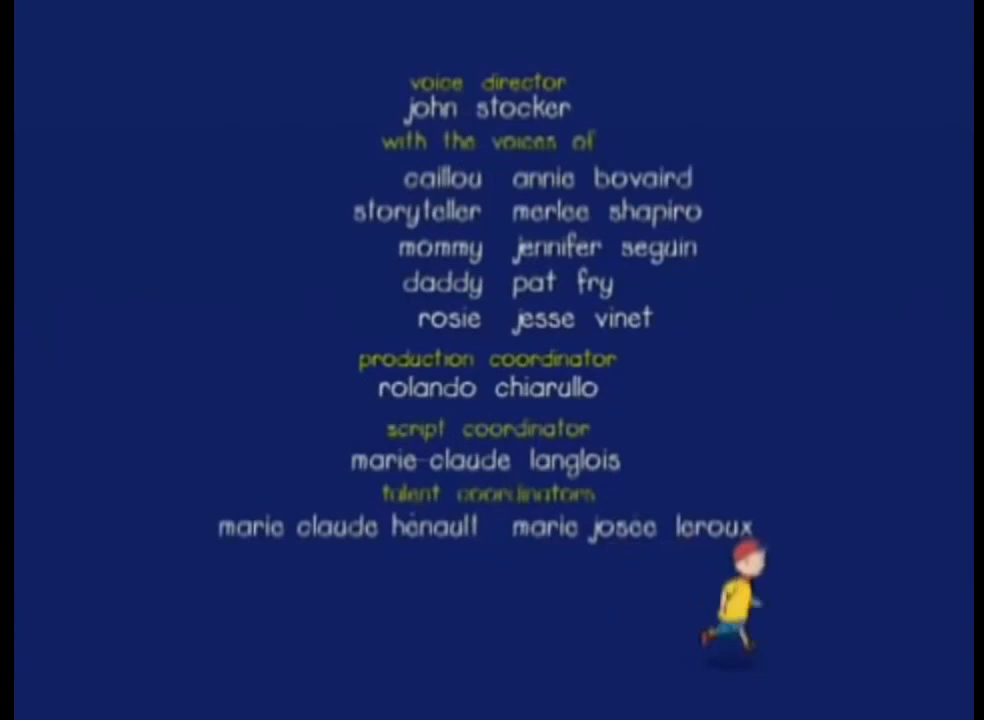 voice director
john stocker
with the voices of
caillou annie bovaird
storyteller merlee shapiro
mommy jennifer seguin
daddy pat fry
rosie jesse vinet
production coordinator
rolando chiarullo
script coordinator
marie-claude langlois
talent coordinators
marie claude hénault marie josée leroux